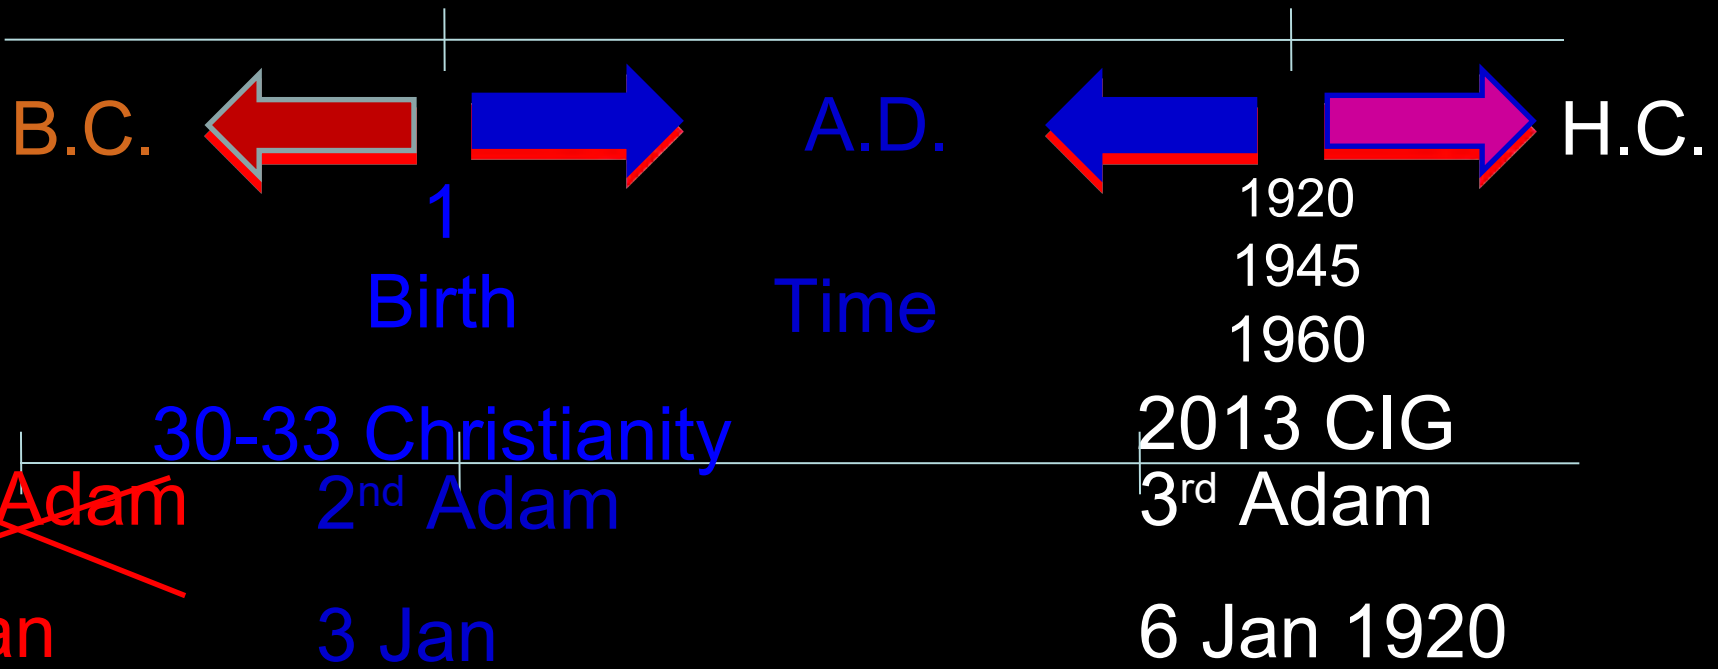 B.C. A.D. H.C.
1 1920
1945
Birth Time
1960
30-33 Christianity 2013 CIG
Adam 2nd Adam 3rd Adam
3 Jan 6 Jan 1920